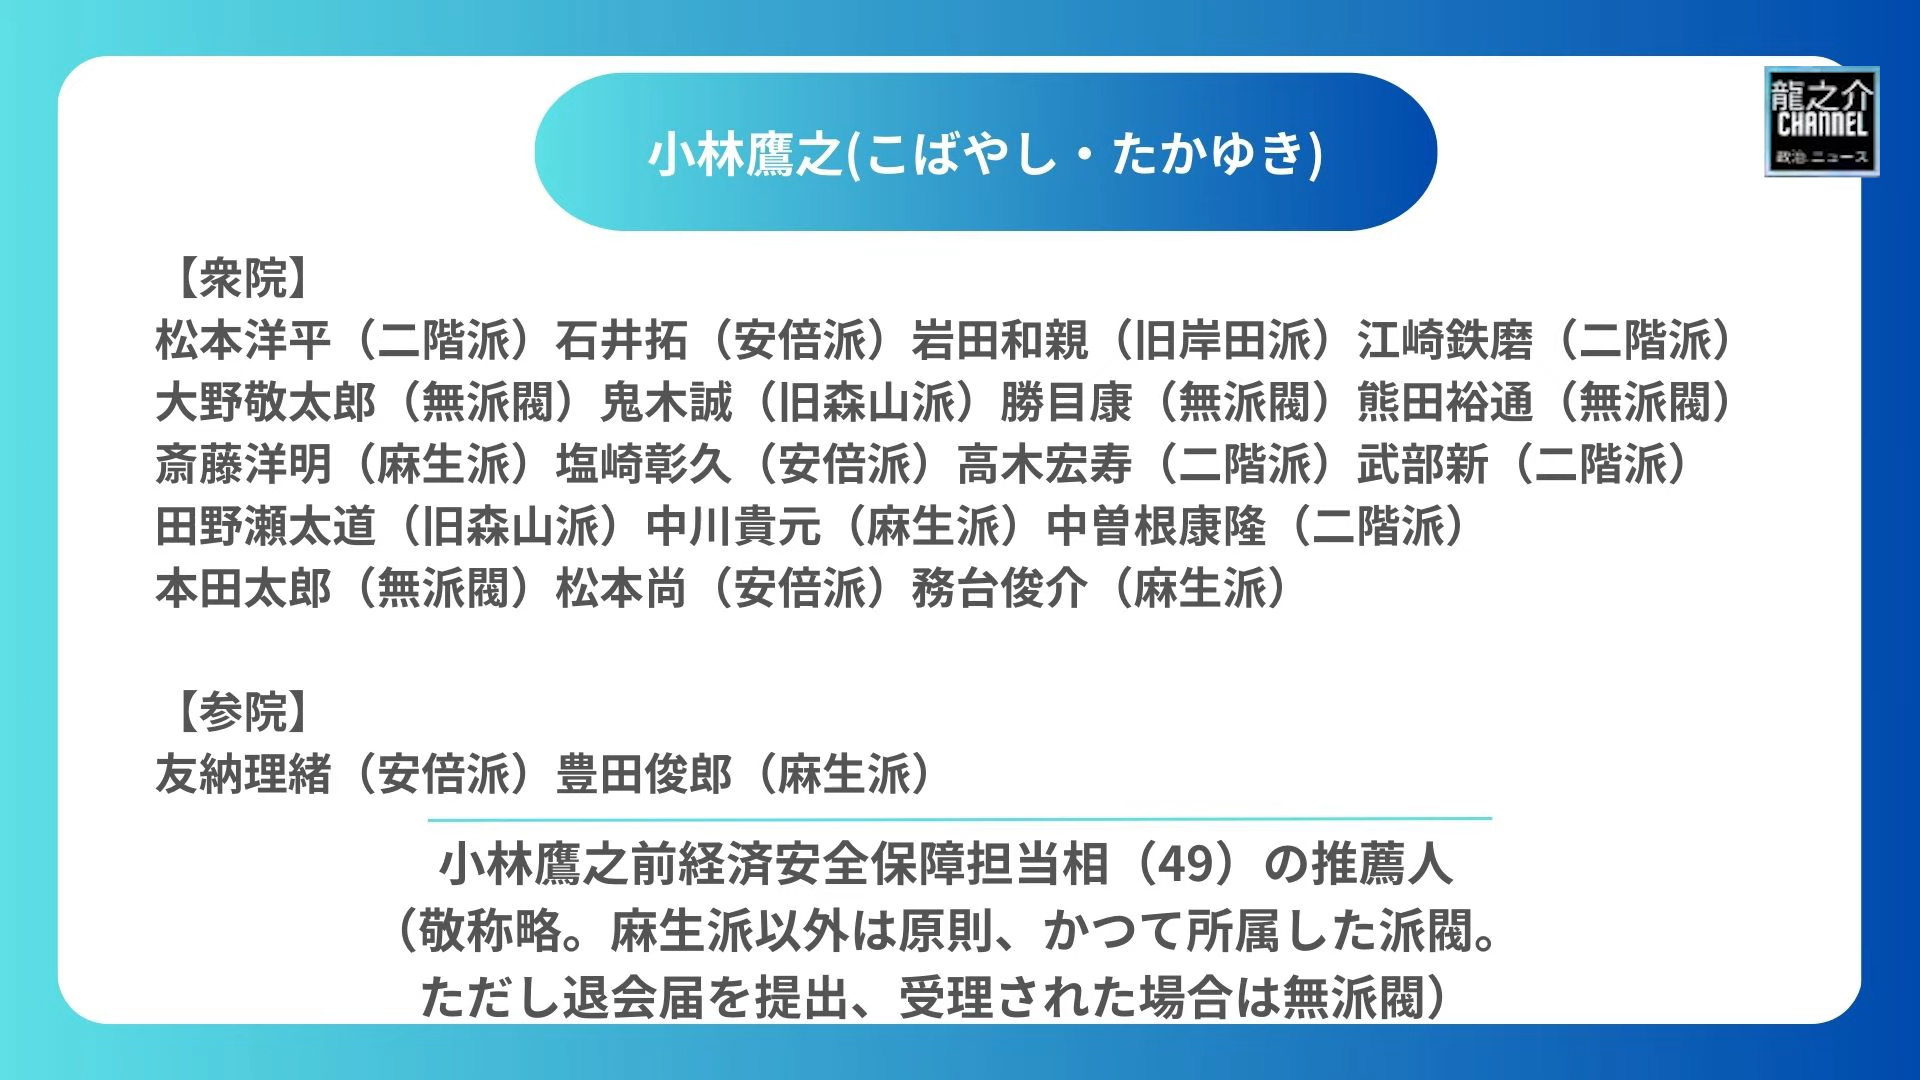 小林鷹之(こばやし・たかゆき)
龍之介
CHANNEL
政治ニュース
【衆院】
松本洋平（二階派）石井拓（安倍派）岩田和親（旧岸田派）江崎鉄磨（二階派）
大野敬太郎（無派閥）鬼木誠（旧森山派）勝目康（無派閥）熊田裕通（無派閥）
斎藤洋明（麻生派）塩崎彰久（安倍派）高木宏寿（二階派）武部新（二階派）
田野瀬太道（旧森山派）中川貴元（麻生派）中曽根康隆（二階派）
本田太郎（無派閥）松本尚（安倍派）務台俊介（麻生派）
【参院】
友納理緒（安倍派）豊田俊郎（麻生派）
小林鷹之前経済安全保障担当相（49）の推薦人
（敬称略。麻生派以外は原則、かつて所属した派閥。
ただし退会届を提出、受理された場合は無派閥）